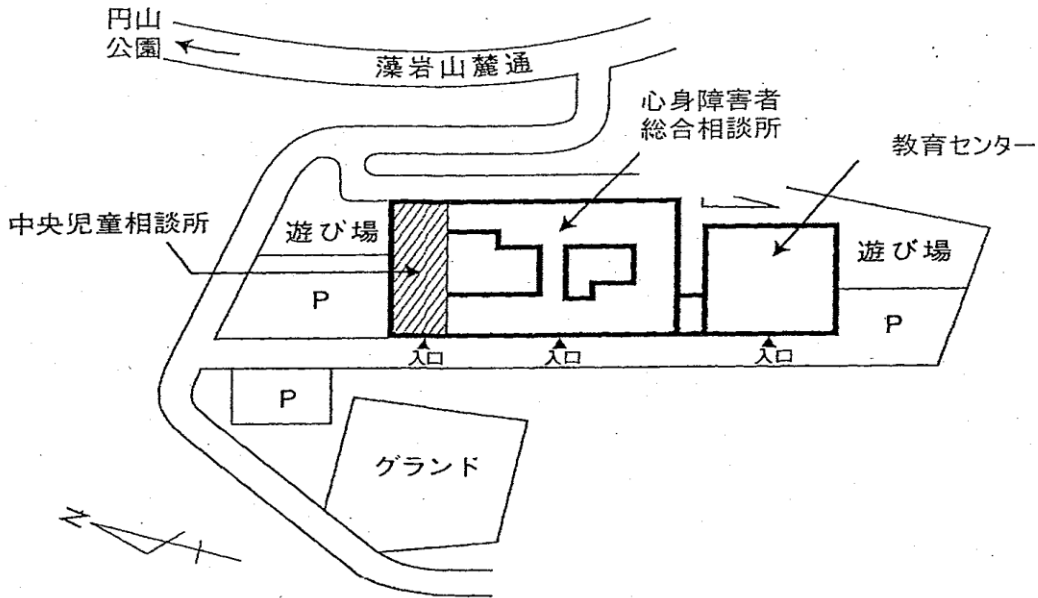 円山
公園
藻岩山麓通
心身障害者
総合相談所
教育センター
中央児童相談所
遊び場
遊び場
P
P
入口
入口
入口
P
グランド
N